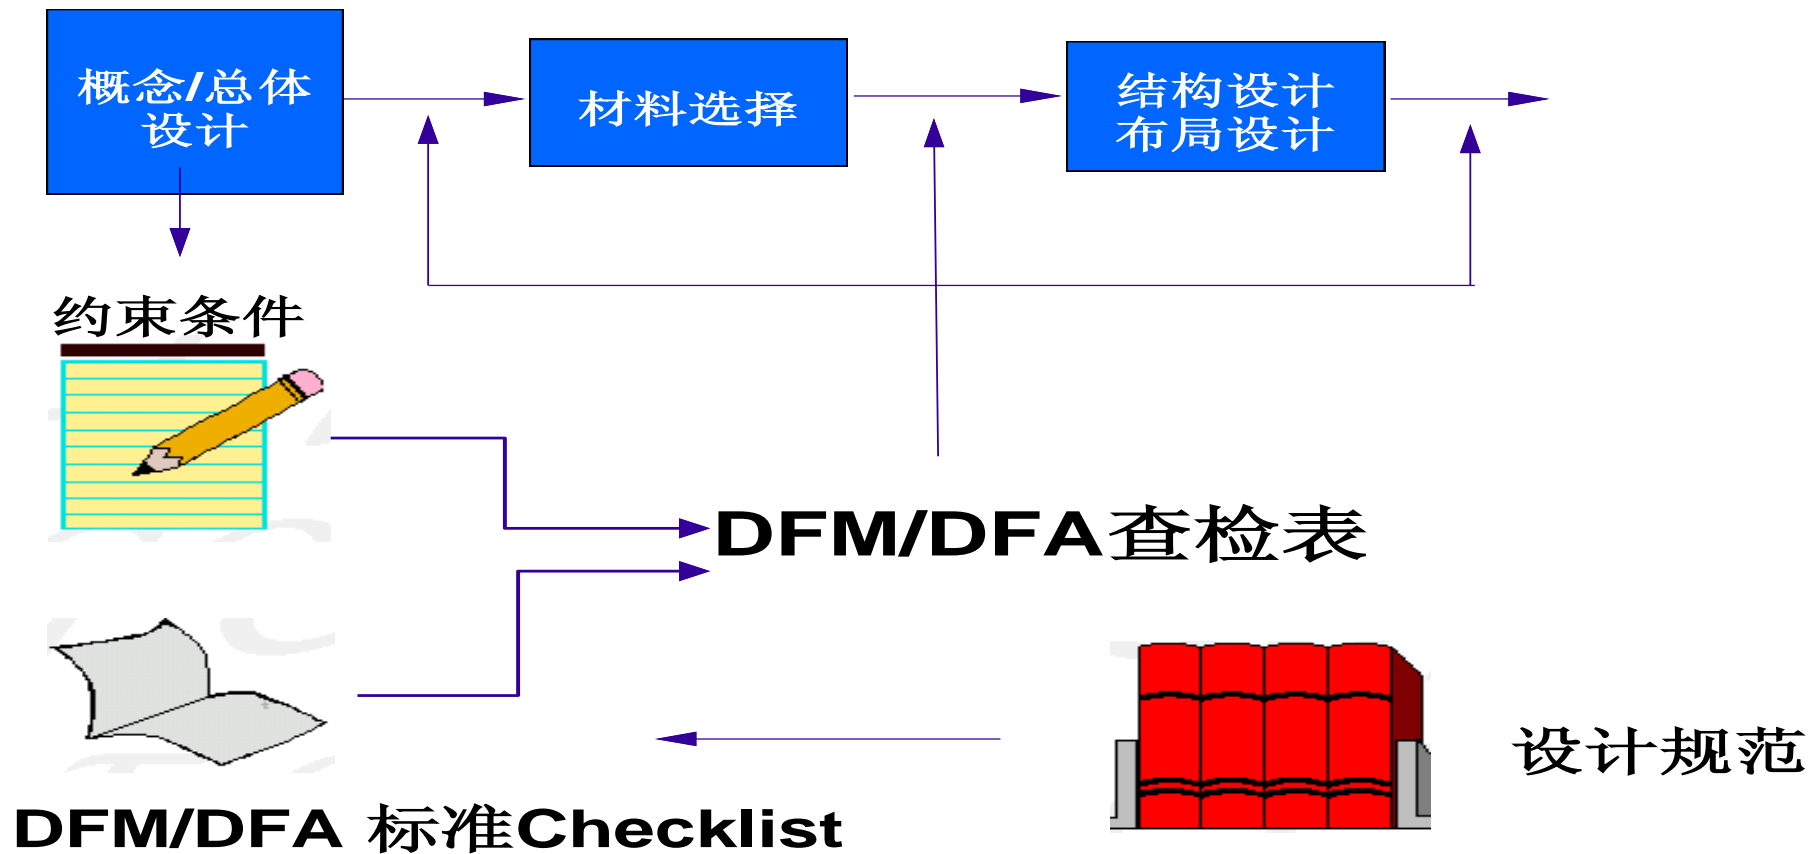 概念/总体
设计
材料选择
结构设计
布局设计
约束条件
DFM/DFA查检表
设计规范
DFM/DFA 标准Checklist